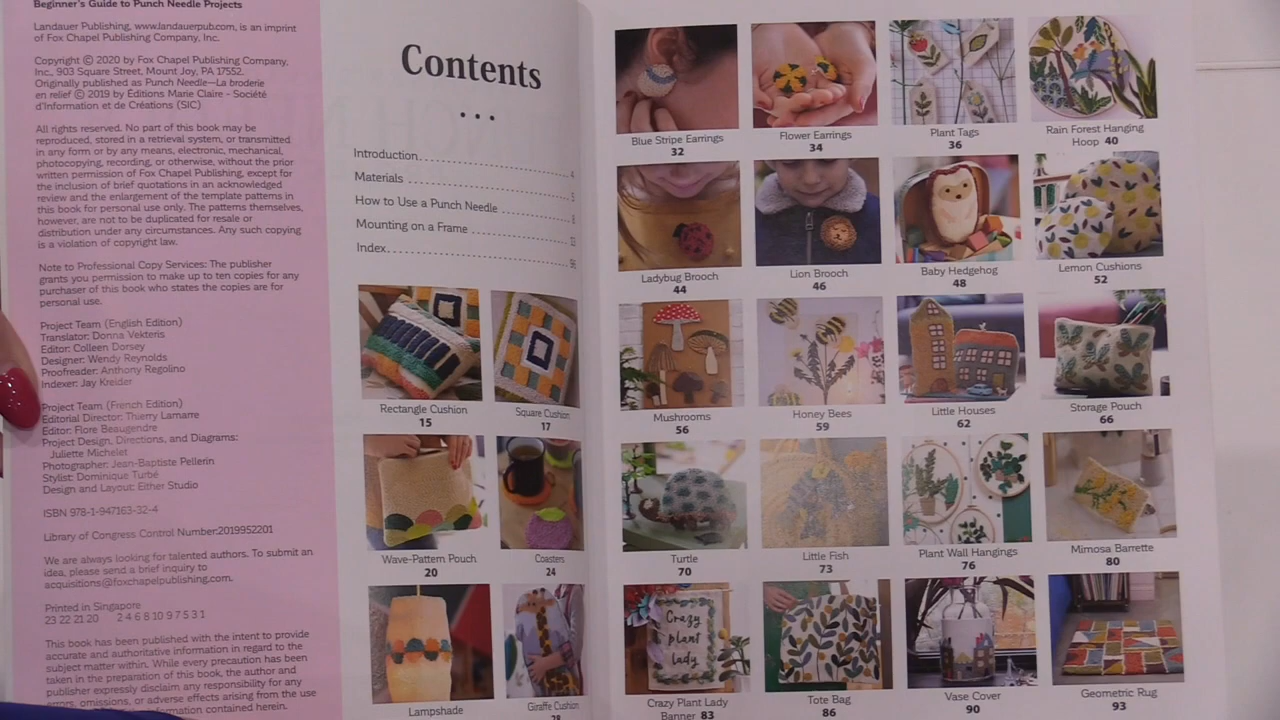 Beginner's Guide to Punch Needle Projects
Landauer Publishing, www.landauerpub.com, is an imprint
of Fox Chapel Publishing Company, Inc.
Copyright © 2020 by Fox Chapel Publishing Company,
Inc., 903 Square Street, Mount Joy, PA 17552.
Originally published as Punch Needle—La broderie
en relief © 2019 by Éditions Marie Claire - Société
d'Information et de Créations (SIC)
All rights reserved. No part of this book may be
reproduced, stored in a retrieval system, or transmitted
in any form or by any means, electronic, mechanical,
photocopying, recording, or otherwise, without the prior
written permission of Fox Chapel Publishing, except for
the inclusion of brief quotations in an acknowledged
review and the enlargement of the template patterns in
this book for personal use only. The patterns themselves,
however, are not to be duplicated for resale or
distribution under any circumstances. Any such copying
is a violation of copyright law.
Note to Professional Copy Services: The publisher
grants you permission to make up to ten copies for any
purchaser of this book who states the copies are for
personal use.
Project Team (English Edition)
Translator: Donna Vekteris
Editor: Colleen Dorsey
Designer: Wendy Reynolds
Proofreader: Anthony Regolino
Indexer: Jay Kreider
Project Team (French Edition)
Editorial Director: Thierry Lamarre
Editor: Flore Beaugendre
Project Design, Directions, and Diagrams:
Juliette Michelet
Photographer: Jean-Baptiste Pellerin
Stylist: Dominique Turbé
Design and Layout: Either Studio
ISBN 978-1-947163-32-4
Library of Congress Control Number:2019952201
We are always looking for talented authors. To submit an
idea, please send a brief inquiry to
acquisitions@foxchapelpublishing.com.
Printed in Singapore
23 22 21 20 2 4 6 8 10 9 7 5 3 1
This book has been published with the intent to provide
accurate and authoritative information in regard to the
subject matter within. While every precaution has been
taken in the preparation of this book, the author and
publisher expressly disclaim any responsibility for any
errors, omissions, or adverse effects arising from the use
information contained herein.
Contents
Introduction 4
Materials 5
How to Use a Punch Needle 8
Mounting on a Frame 13
Index 96
Rectangle Cushion
15
Square Cushion
17
Wave-Pattern Pouch
20
Coasters
24
Lampshade
Giraffe Cushion
28
Blue Stripe Earrings
32
Flower Earrings
34
Plant Tags
36
Rain Forest Hanging
Hoop 40
Ladybug Brooch
44
Lion Brooch
46
Baby Hedgehog
48
Lemon Cushions
52
Mushrooms
56
Honey Bees
59
Little Houses
62
Storage Pouch
66
Turtle
70
Little Fish
73
Plant Wall Hangings
76
Mimosa Barrette
80
Crazy
plant
lady
Crazy Plant Lady
Banner 83
Tote Bag
86
Vase Cover
90
Geometric Rug
93